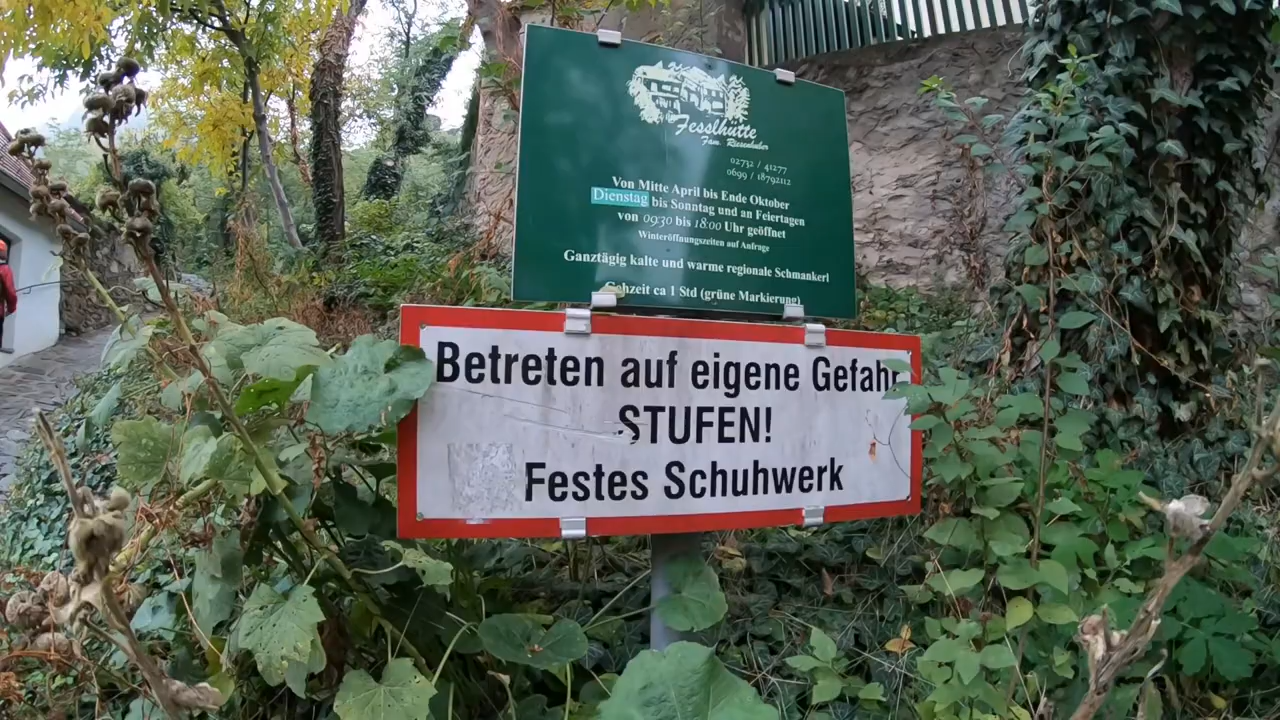 Fesslhütte
Fam. Riesenhuber
02732 / 41277
0699 / 18792112
Von Mitte April bis Ende Oktober
Dienstag bis Sonntag und an Feiertagen
von 09:30 bis 18:00 Uhr geöffnet
Winteröffnungszeiten auf Anfrage
Ganztägig kalte und warme regionale Schmankerl
Gehzeit ca 1 Std (grüne Markierung)
Betreten auf eigene Gefahr
STUFEN!
Festes Schuhwerk